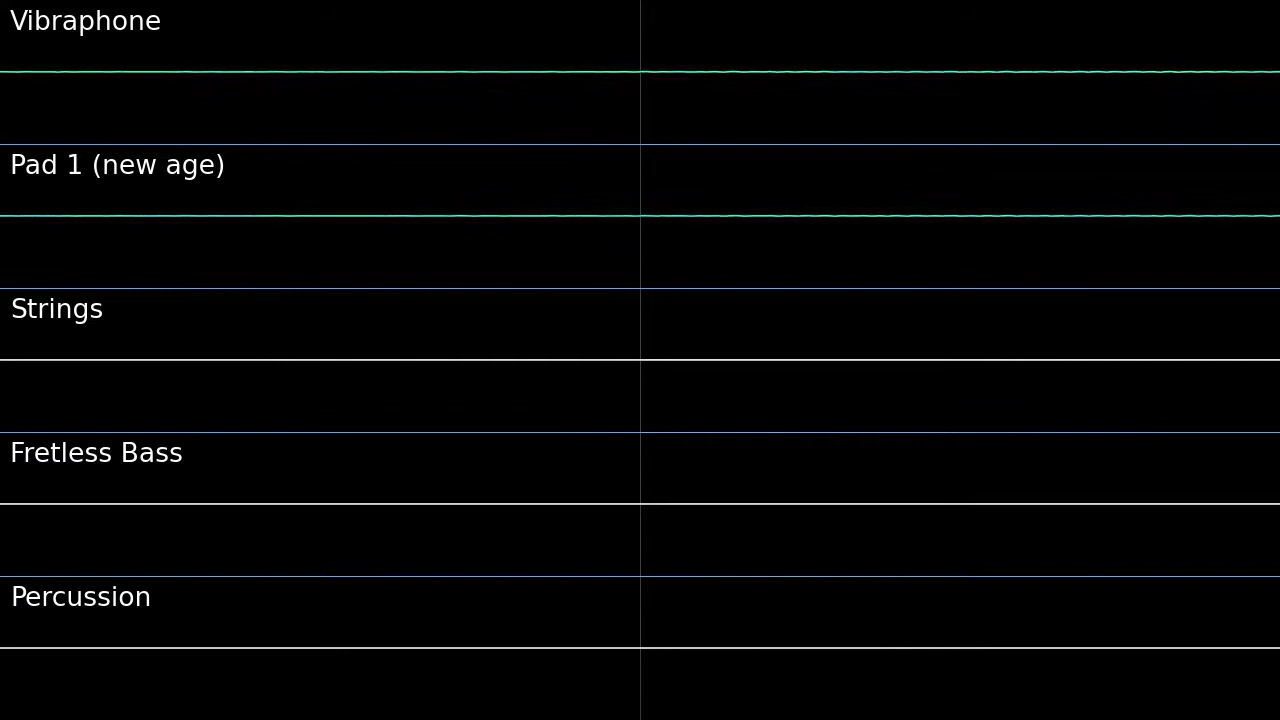 Vibraphone
Pad 1 (new age)
Strings
Fretless Bass
Percussion